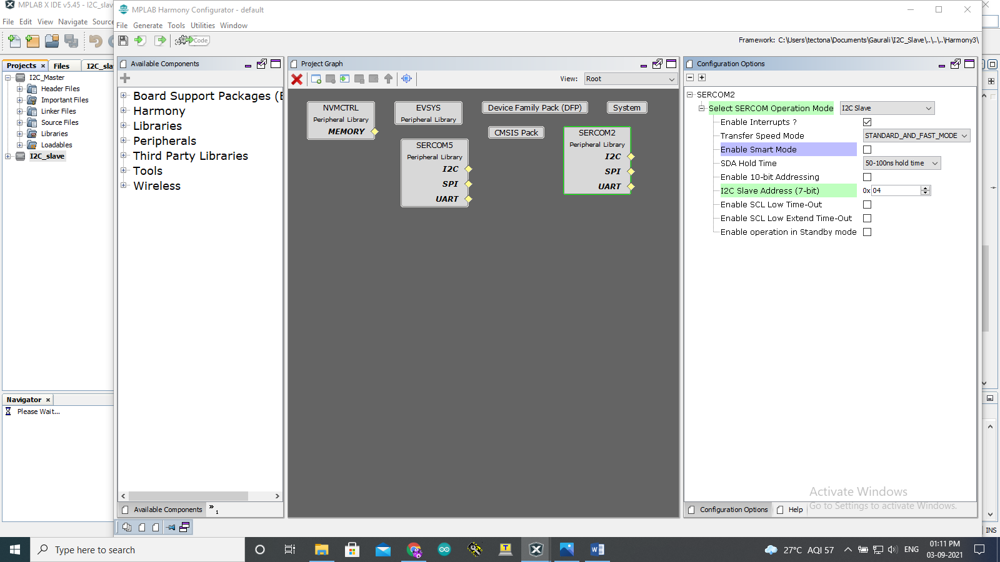 MPLAB X IDE v5.45 - I2C_slav
File Edit View Navigate Source
Projects × Files I2C_sla
I2C_Master
Header Files
Important Files
Linker Files
Source Files
Libraries
Loadables
I2C_slave
Navigator ×
Please Wait...
MPLAB Harmony Configurator - default
File Generate Tools Utilities Window
Code
Framework: C:\Users\tectona\Documents\Gaurali\I2C_Slave\..\..\..\Harmony3\
Available Components
Board Support Packages (
Harmony
Libraries
Peripherals
Third Party Libraries
Tools
Wireless
Available Components
»1
Project Graph
View: Root
NVMCTRL
Peripheral Library
MEMORY
EVSYS
Peripheral Library
Device Family Pack (DFP)
System
CMSIS Pack
SERCOM5
Peripheral Library
I2C
SPI
UART
SERCOM2
Peripheral Library
I2C
SPI
UART
Configuration Options
SERCOM2
Select SERCOM Operation Mode I2C Slave
Enable Interrupts ?
Transfer Speed Mode STANDARD_AND_FAST_MODE
Enable Smart Mode
SDA Hold Time 50-100ns hold time
Enable 10-bit Addressing
I2C Slave Address (7-bit) 0x 04
Enable SCL Low Time-Out
Enable SCL Low Extend Time-Out
Enable operation in Standby mode
Activate Windows
Go to Settings to activate Windows.
Configuration Options Help
INS
Type here to search
27°C AQI 57
ENG
01:11 PM
03-09-2021